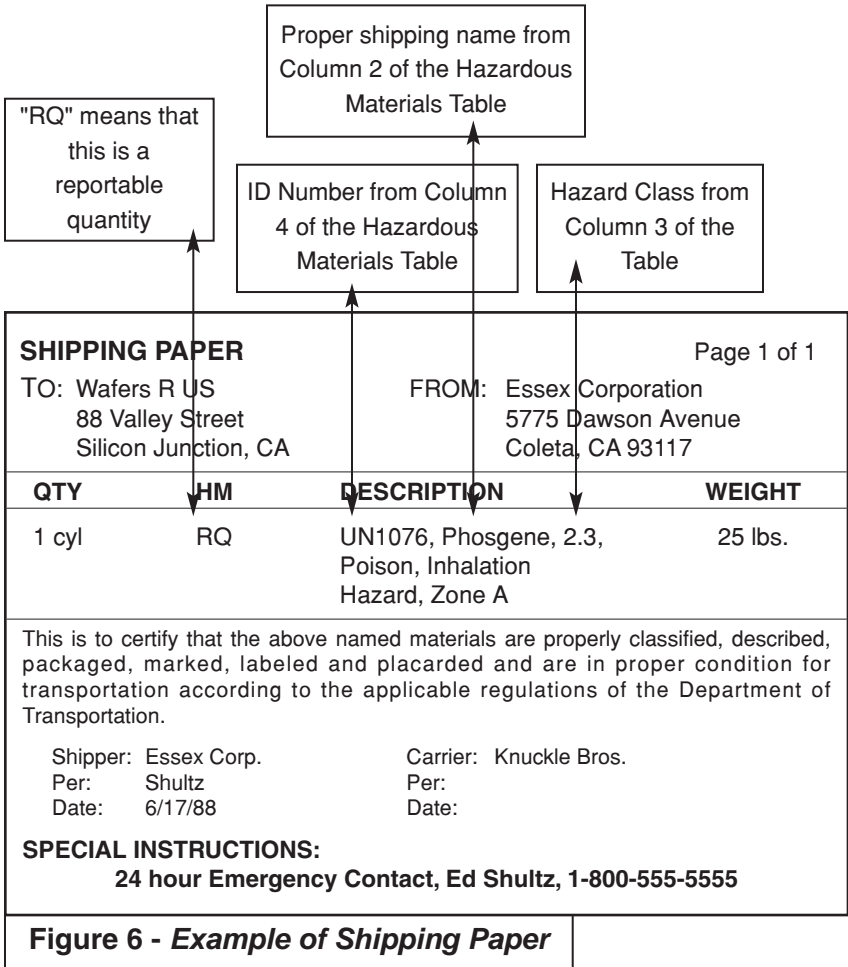 Proper shipping name from
Column 2 of the Hazardous
Materials Table
"RQ" means that
this is a
reportable
quantity
ID Number from Column
4 of the Hazardous
Materials Table
Hazard Class from
Column 3 of the
Table
SHIPPING PAPER Page 1 of 1
TO: Wafers R US FROM: Essex Corporation
88 Valley Street 5775 Dawson Avenue
Silicon Junction, CA Coleta, CA 93117
QTY HM DESCRIPTION WEIGHT
1 cyl RQ UN1076, Phosgene, 2.3, 25 lbs.
Poison, Inhalation
Hazard, Zone A
This is to certify that the above named materials are properly classified, described,
packaged, marked, labeled and placarded and are in proper condition for
transportation according to the applicable regulations of the Department of
Transportation.
Shipper: Essex Corp. Carrier: Knuckle Bros.
Per: Shultz Per:
Date: 6/17/88 Date:
SPECIAL INSTRUCTIONS:
24 hour Emergency Contact, Ed Shultz, 1-800-555-5555
Figure 6 - Example of Shipping Paper